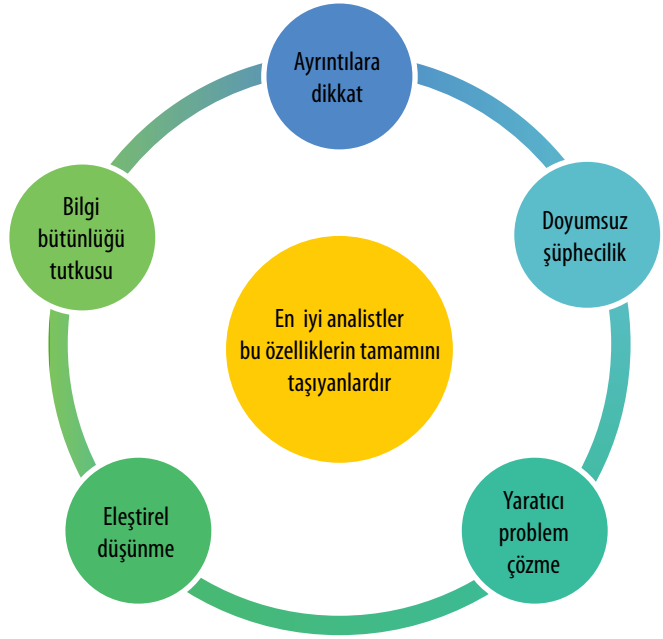 Ayrıntılara
dikkat
Doyumsuz
şüphecilik
Yaratıcı
problem
çözme
Eleştirel
düşünme
Bilgi
bütünlüğü
tutkusu
En iyi analistler
bu özelliklerin tamamını
taşıyanlardır